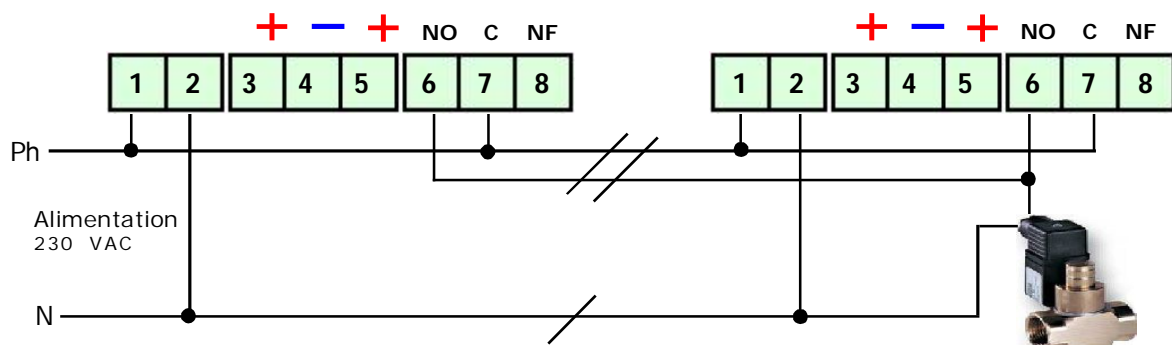 + − + NO C NF + − + NO C NF
1 2 3 4 5 6 7 8 1 2 3 4 5 6 7 8
Ph
Alimentation
230 VAC
N